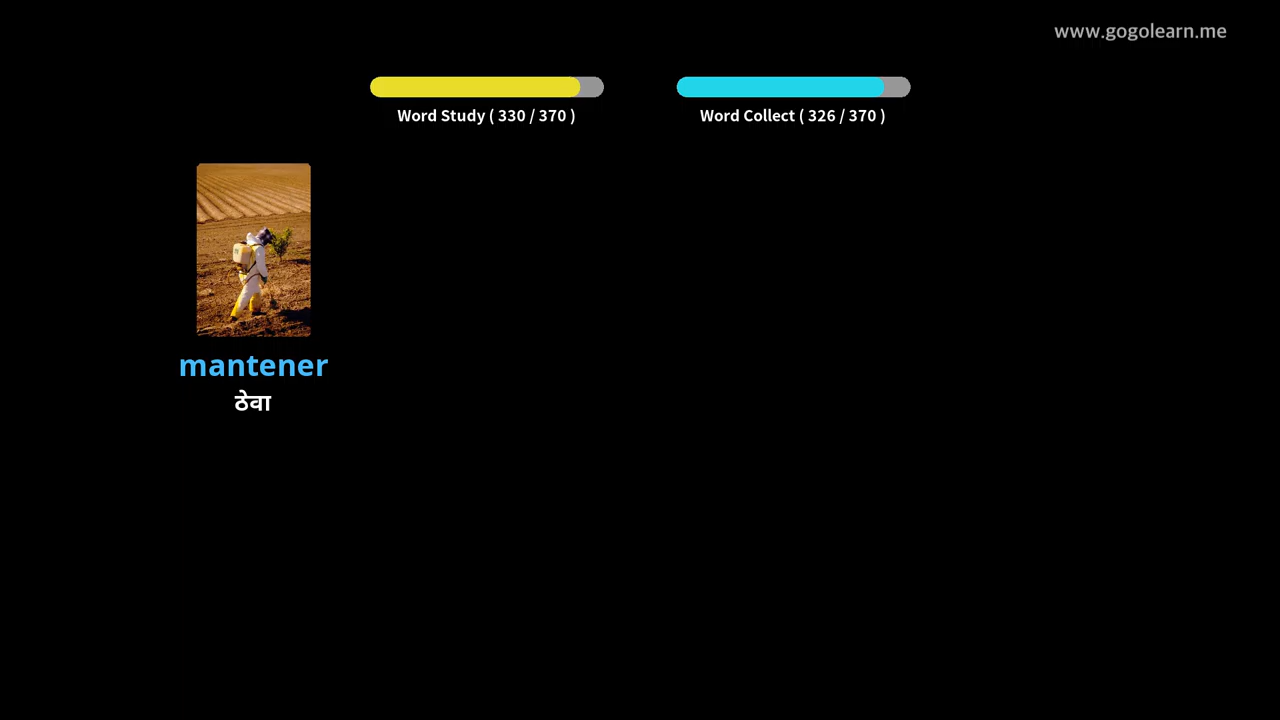 www.gogolearn.me
Word Study ( 330 / 370 )
Word Collect ( 326 / 370 )
mantener
ठेवा